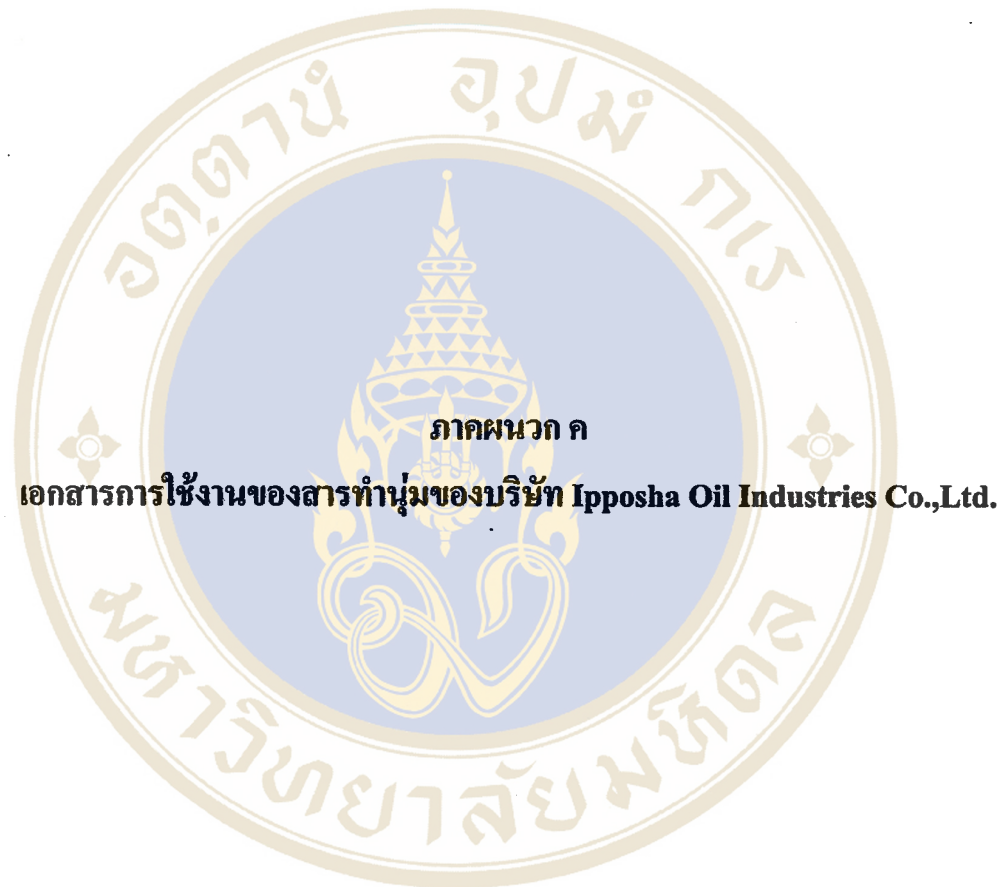 อตฺตานํ อุปมํ กเร
ภาคผนวก ค
เอกสารการใช้งานของสารทำนุ่มของบริษัท Ipposha Oil Industries Co.,Ltd.
มหาวิทยาลัยมหิดล